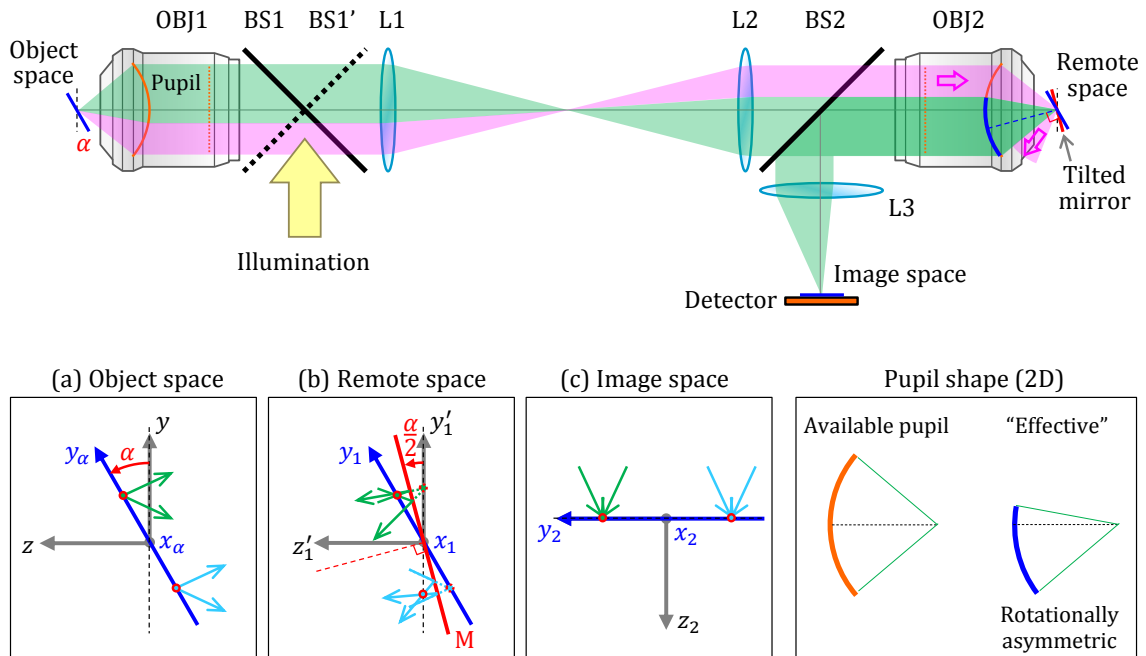 OBJ1
BS1
BS1’
L1
L2
BS2
OBJ2
Object
space
Pupil
α
Remote
space
Tilted
mirror
Illumination
L3
Image space
Detector
(a) Object space
(b) Remote space
(c) Image space
Pupil shape (2D)
y
yα
α
z
xα
α
2
y1′
y1
z1′
x1
M
y2
x2
z2
Available pupil
“Effective”
Rotationally
asymmetric